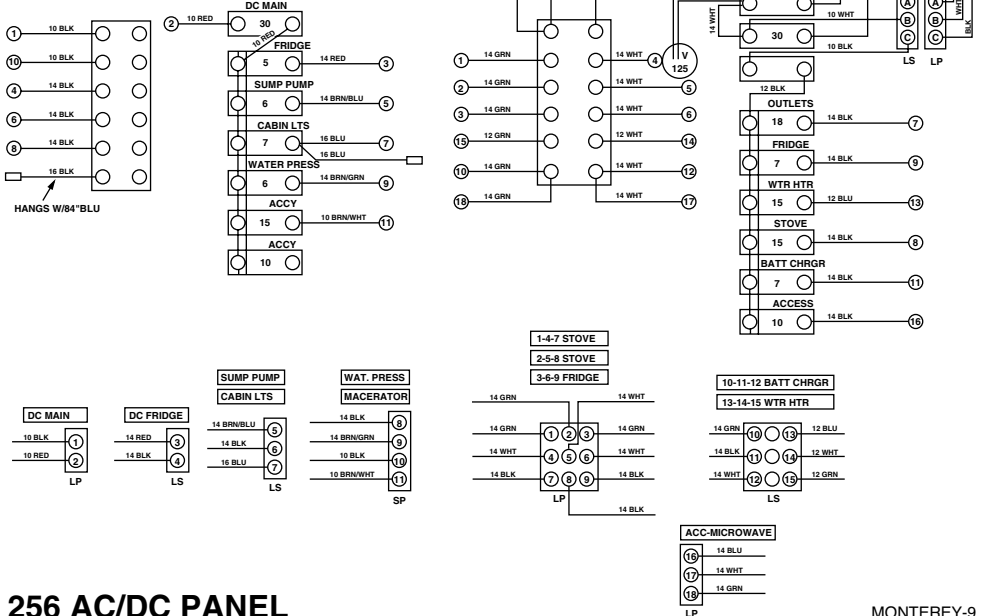 DC MAIN
2 10 RED 30
10 RED
1 10 BLK
10 10 BLK
4 14 BLK
6 14 BLK
8 14 BLK
16 BLK
HANGS W/84"BLU
FRIDGE
5 14 RED 3
SUMP PUMP
6 14 BRN/BLU 5
CABIN LTS
7 16 BLU 7
16 BLU
WATER PRESS
6 14 BRN/GRN 9
ACCY
15 10 BRN/WHT 11
ACCY
10
1 14 GRN 14 WHT 4
2 14 GRN 14 WHT 5
3 14 GRN 14 WHT 6
15 12 GRN 12 WHT 14
10 14 GRN 14 WHT 12
18 14 GRN 14 WHT 17
V
125
14 WHT
10 WHT
30
10 BLK
A
B
C
LS
A
B
C
LP
WHT
BLK
12 BLK
OUTLETS
18 14 BLK 7
FRIDGE
7 14 BLK 9
WTR HTR
15 12 BLU 13
STOVE
15 14 BLK 8
BATT CHRGR
7 14 BLK 11
ACCESS
10 14 BLK 16
DC MAIN
10 BLK 1
10 RED 2
LP
DC FRIDGE
14 RED 3
14 BLK 4
LS
SUMP PUMP
CABIN LTS
14 BRN/BLU 5
14 BLK 6
16 BLU 7
LS
WAT. PRESS
MACERATOR
14 BLK 8
14 BRN/GRN 9
10 BLK 10
10 BRN/WHT 11
SP
1-4-7 STOVE
2-5-8 STOVE
3-6-9 FRIDGE
14 GRN 14 WHT
14 GRN 1 2 3 14 GRN
14 WHT 4 5 6 14 WHT
14 BLK 7 8 9 14 BLK
LP
14 BLK
10-11-12 BATT CHRGR
13-14-15 WTR HTR
14 GRN 10 13 12 BLU
14 BLK 11 14 12 WHT
14 WHT 12 15 12 GRN
LS
ACC-MICROWAVE
16 14 BLU
17 14 WHT
18 14 GRN
LP
256 AC/DC PANEL
MONTEREY-9